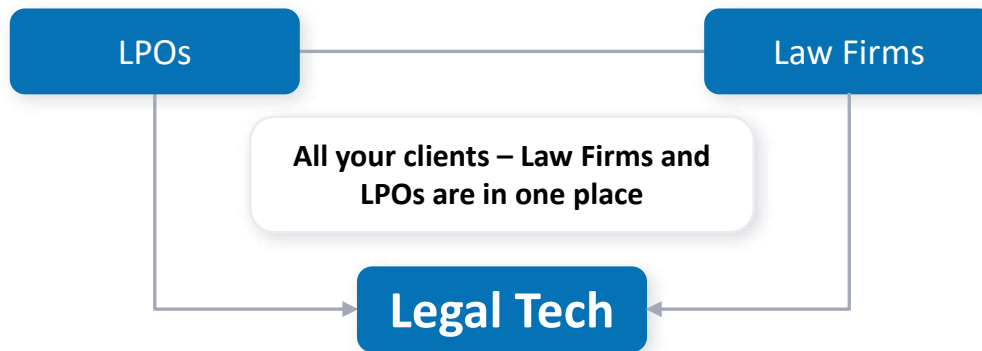 LPOs
Law Firms
All your clients – Law Firms and
LPOs are in one place
Legal Tech